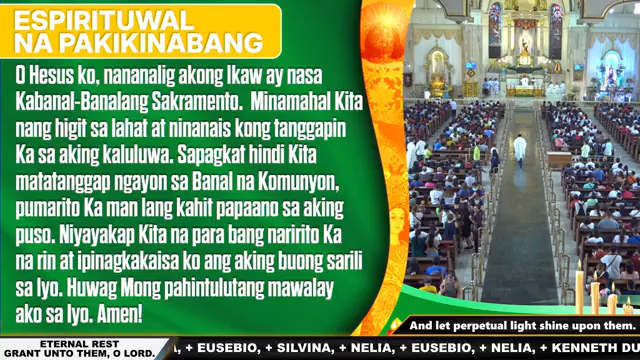 ESPIRITUWAL
NA PAKIKINABANG
O Hesus ko, nananalig akong Ikaw ay nasa
Kabanal-Banalang Sakramento. Minamahal Kita
nang higit sa lahat at ninanais kong tanggapin
Ka sa aking kaluluwa. Sapagkat hindi Kita
matatanggap ngayon sa Banal na Komunyon,
pumarito Ka man lang kahit papaano sa aking
puso. Niyayakap Kita na para bang naririto Ka
na rin at ipinagkakaisa ko ang aking buong sarili
sa Iyo. Huwag Mong pahintulutang mawalay
ako sa Iyo. Amen!
And let perpetual light shine upon them.
ETERNAL REST
GRANT UNTO THEM, O LORD.
+ EUSEBIO, + SILVINA, + NELIA, + EUSEBIO, + NELIA, + KENNETH